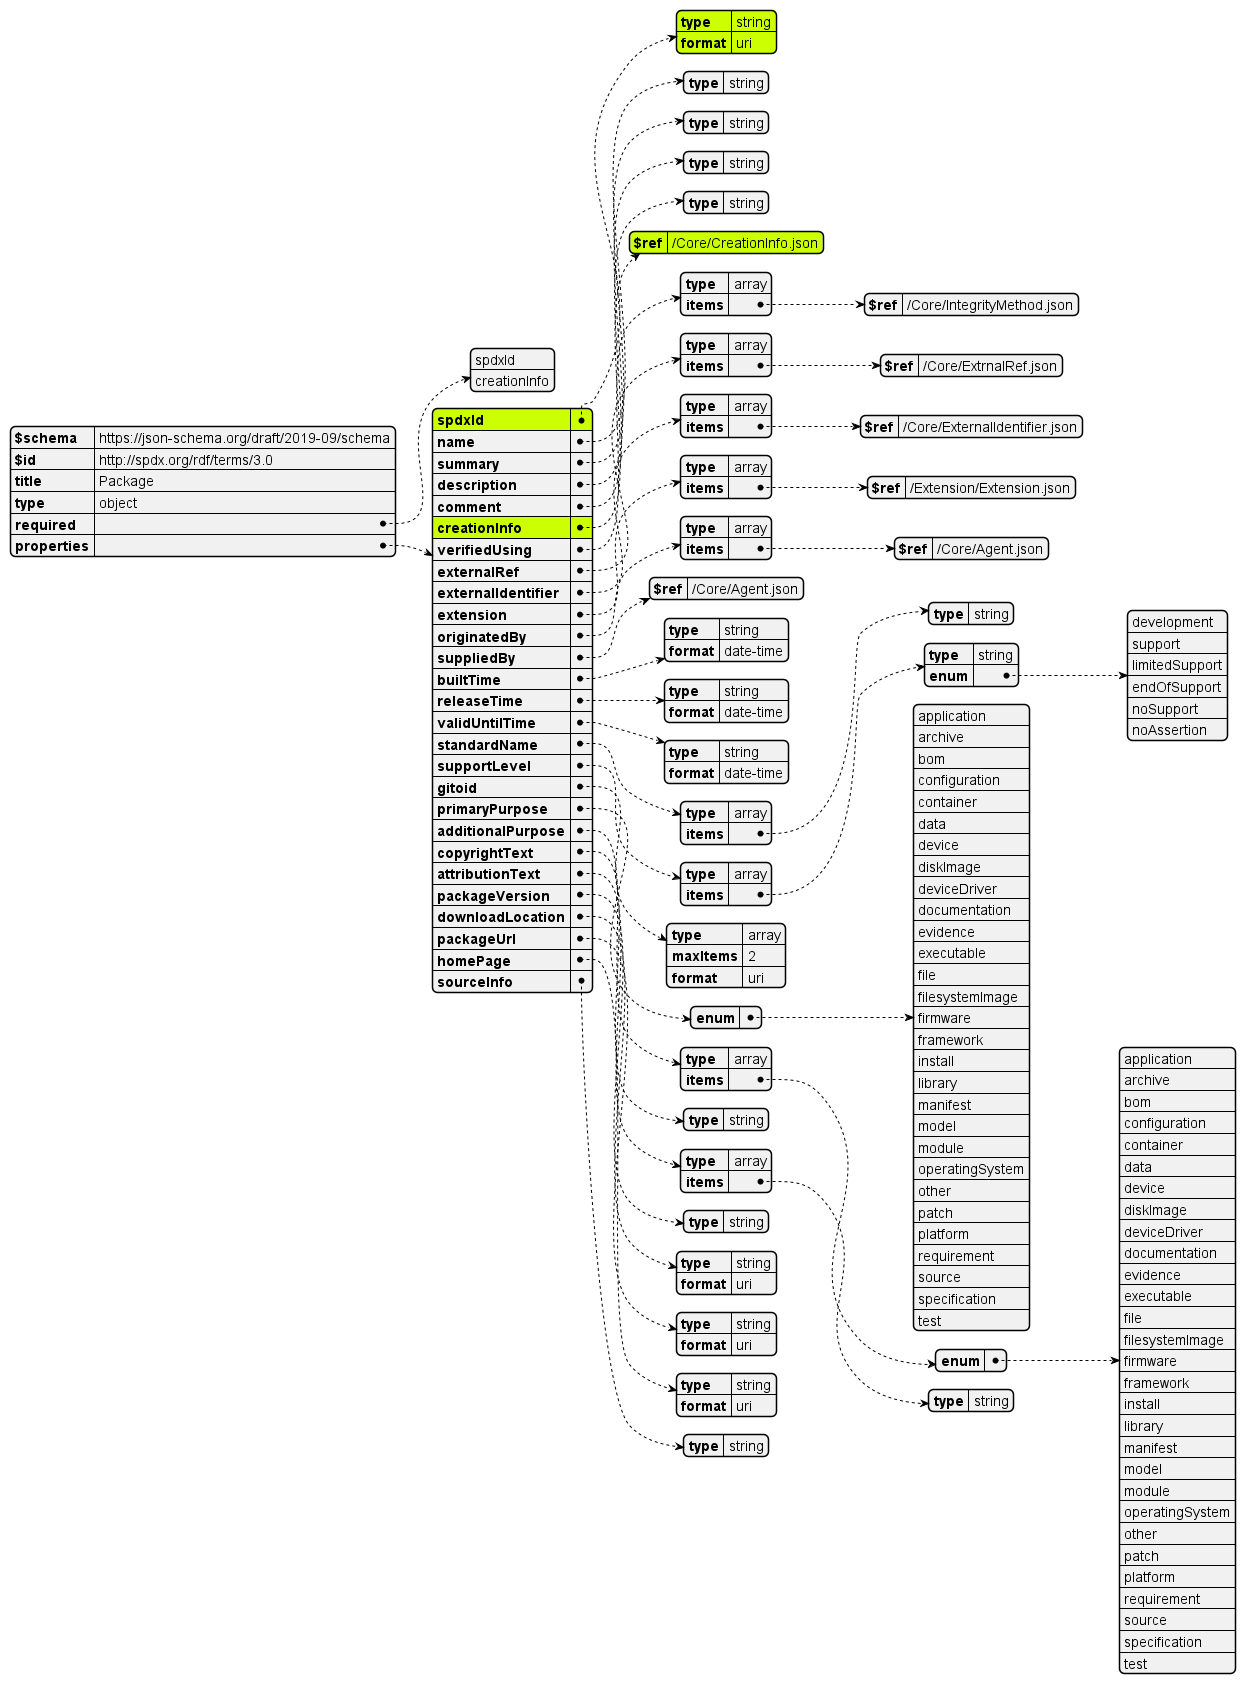 type string
format uri
type string
type string
type string
type string
$ref /Core/CreationInfo.json
type array
items
$ref /Core/IntegrityMethod.json
type array
items
$ref /Core/ExtrnalRef.json
type array
items
$ref /Core/ExternalIdentifier.json
type array
items
$ref /Extension/Extension.json
type array
items
$ref /Core/Agent.json
$ref /Core/Agent.json
spdxId
creationInfo
$schema https://json-schema.org/draft/2019-09/schema
$id http://spdx.org/rdf/terms/3.0
title Package
type object
required
properties
spdxId
name
summary
description
comment
creationInfo
verifiedUsing
externalRef
externalIdentifier
extension
originatedBy
suppliedBy
builtTime
releaseTime
validUntilTime
standardName
supportLevel
gitoid
primaryPurpose
additionalPurpose
copyrightText
attributionText
packageVersion
downloadLocation
packageUrl
homePage
sourceInfo
type string
format date-time
type string
format date-time
type string
format date-time
type array
items
type string
type array
items
type string
enum
development
support
limitedSupport
endOfSupport
noSupport
noAssertion
type array
maxItems 2
format uri
enum
application
archive
bom
configuration
container
data
device
diskImage
deviceDriver
documentation
evidence
executable
file
filesystemImage
firmware
framework
install
library
manifest
model
module
operatingSystem
other
patch
platform
requirement
source
specification
test
type array
items
type string
type array
items
type string
type string
format uri
type string
format uri
type string
format uri
type string
enum
type string
application
archive
bom
configuration
container
data
device
diskImage
deviceDriver
documentation
evidence
executable
file
filesystemImage
firmware
framework
install
library
manifest
model
module
operatingSystem
other
patch
platform
requirement
source
specification
test